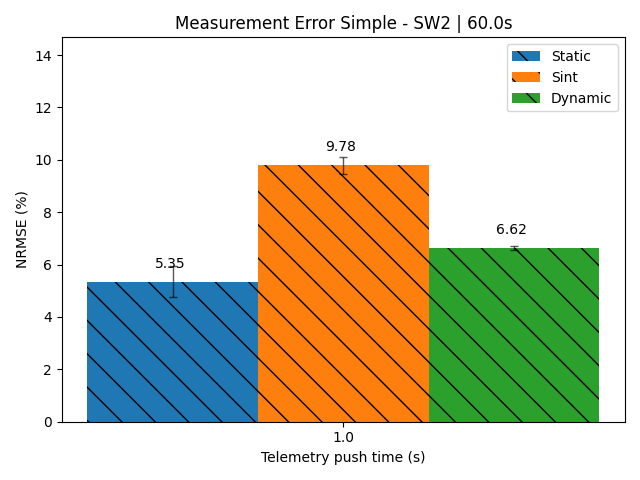 Measurement Error Simple - SW2 | 60.0s
NRMSE (%)
14
12
10
8
6
4
2
0
Static
Sint
Dynamic
5.35
9.78
6.62
1.0
Telemetry push time (s)